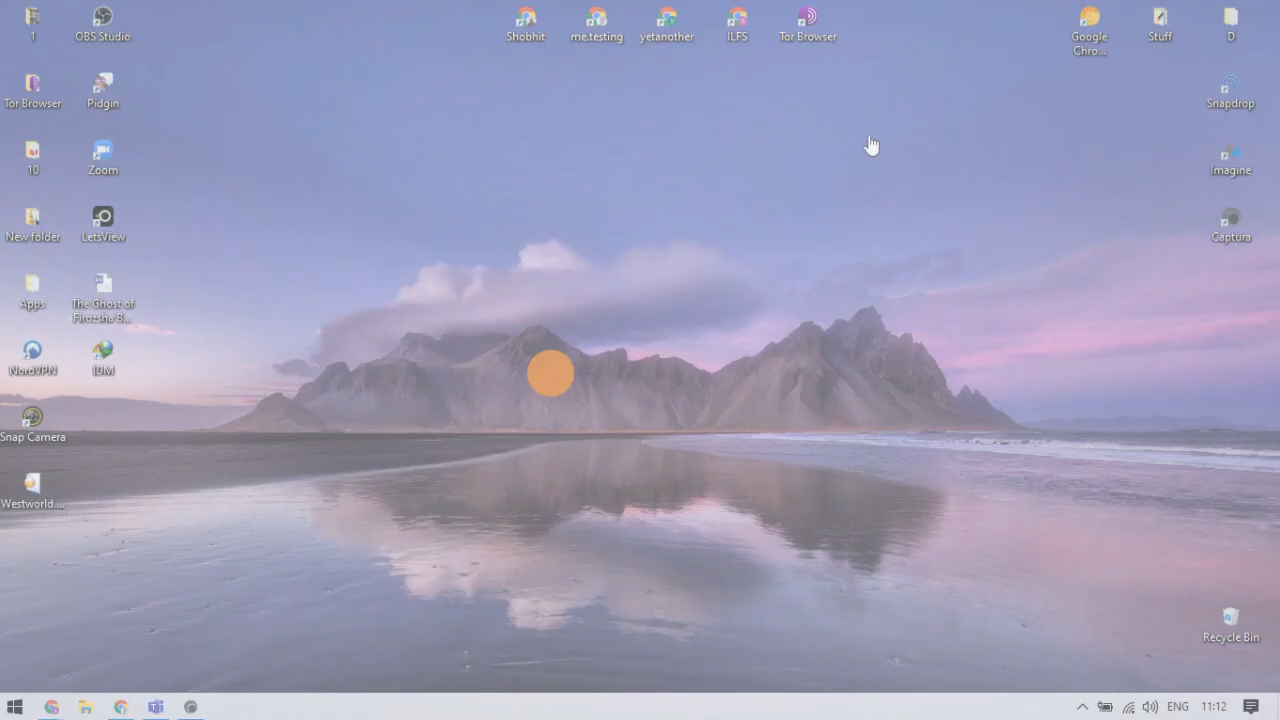 1
OBS Studio
Shobhit
me.testing
yetanother
ILFS
Tor Browser
Google
Chro...
Stuff
D
Tor Browser
Pidgin
Snapdrop
10
Zoom
Imagine
New folder
LetsView
Captura
Apps
The Ghost of
Firozsha B...
NordVPN
IDM
Snap Camera
Westworld....
Recycle Bin
ENG
11:12